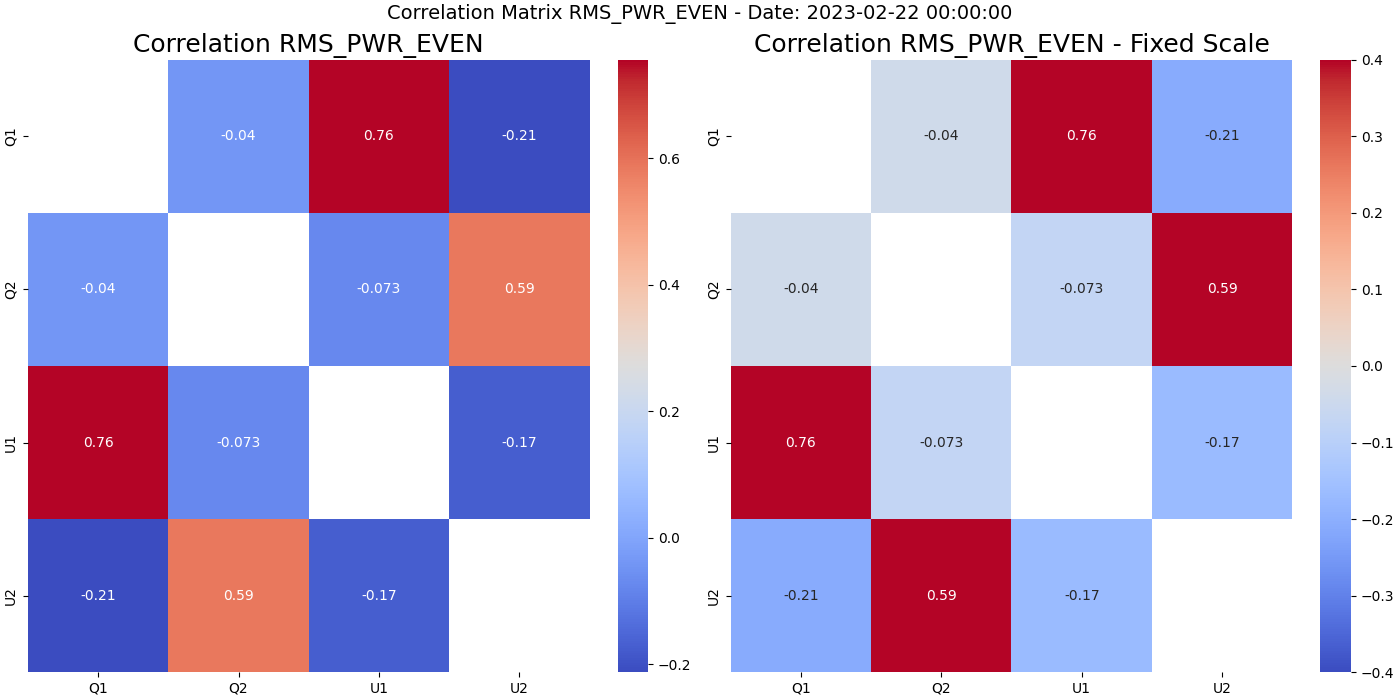 Correlation Matrix RMS_PWR_EVEN - Date: 2023-02-22 00:00:00
Correlation RMS_PWR_EVEN
Q1
-0.04
0.76
-0.21
Q2
-0.04
-0.073
0.59
U1
0.76
-0.073
-0.17
U2
-0.21
0.59
-0.17
Q1 Q2 U1 U2
0.6
0.4
0.2
0.0
−0.2
Correlation RMS_PWR_EVEN - Fixed Scale
Q1
-0.04
0.76
-0.21
Q2
-0.04
-0.073
0.59
U1
0.76
-0.073
-0.17
U2
-0.21
0.59
-0.17
Q1 Q2 U1 U2
0.4
0.3
0.2
0.1
0.0
−0.1
−0.2
−0.3
−0.4